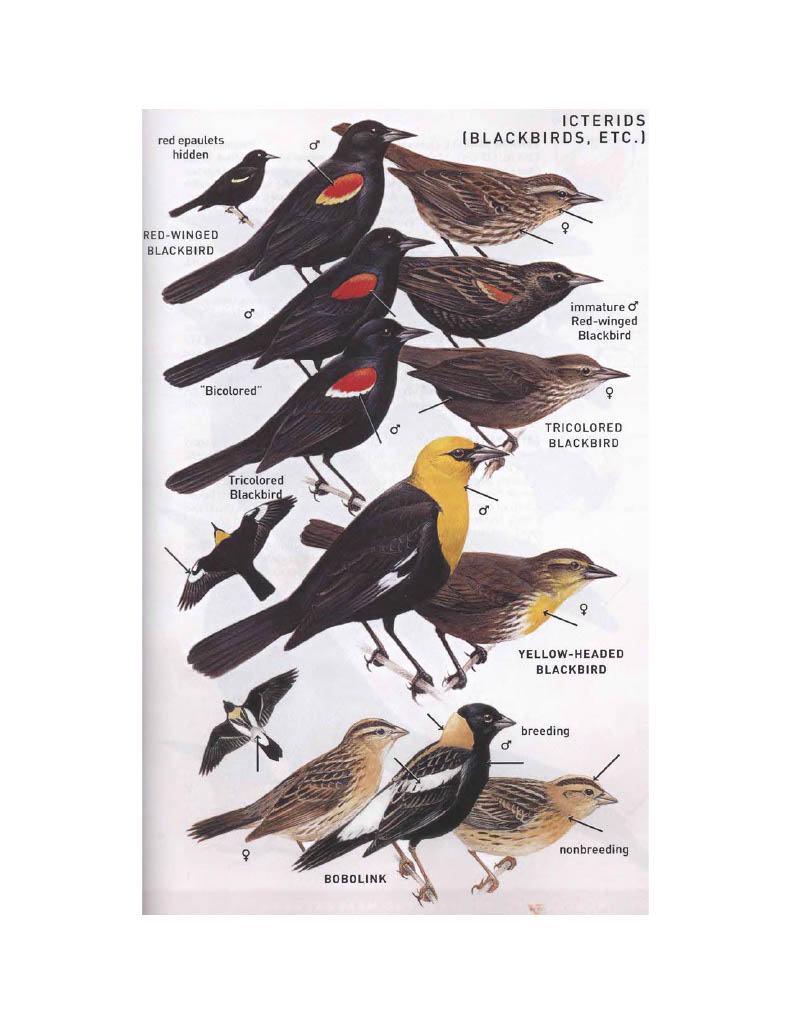 ICTERIDS
(BLACKBIRDS, ETC.)
red epaulets
hidden
♂
RED-WINGED
BLACKBIRD
♀
♂
immature ♂
Red-winged
Blackbird
"Bicolored"
♀
♂
TRICOLORED
BLACKBIRD
Tricolored
Blackbird
♂
♀
YELLOW-HEADED
BLACKBIRD
breeding
♂
nonbreeding
♀
BOBOLINK